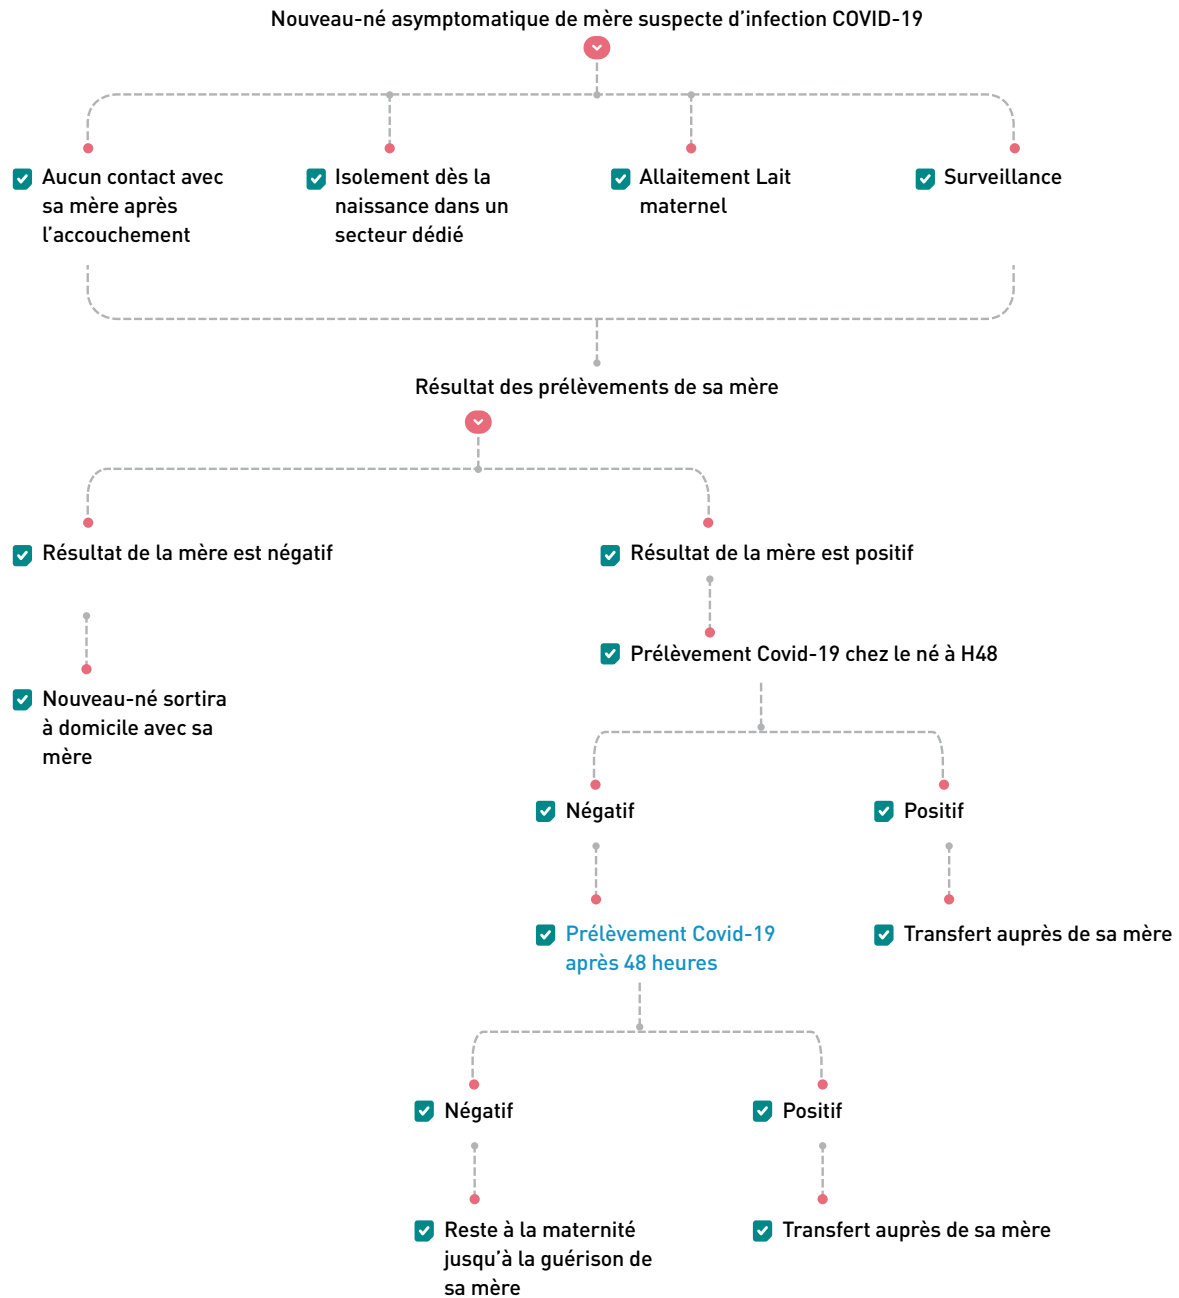 Nouveau-né asymptomatique de mère suspecte d’infection COVID-19
Aucun contact avec
sa mère après
l’accouchement
Isolement dès la
naissance dans un
secteur dédié
Allaitement Lait
maternel
Surveillance
Résultat des prélèvements de sa mère
Résultat de la mère est négatif
Résultat de la mère est positif
Prélèvement Covid-19 chez le né à H48
Nouveau-né sortira
à domicile avec sa
mère
Négatif
Positif
Prélèvement Covid-19
après 48 heures
Transfert auprès de sa mère
Négatif
Positif
Reste à la maternité
jusqu’à la guérison de
sa mère
Transfert auprès de sa mère